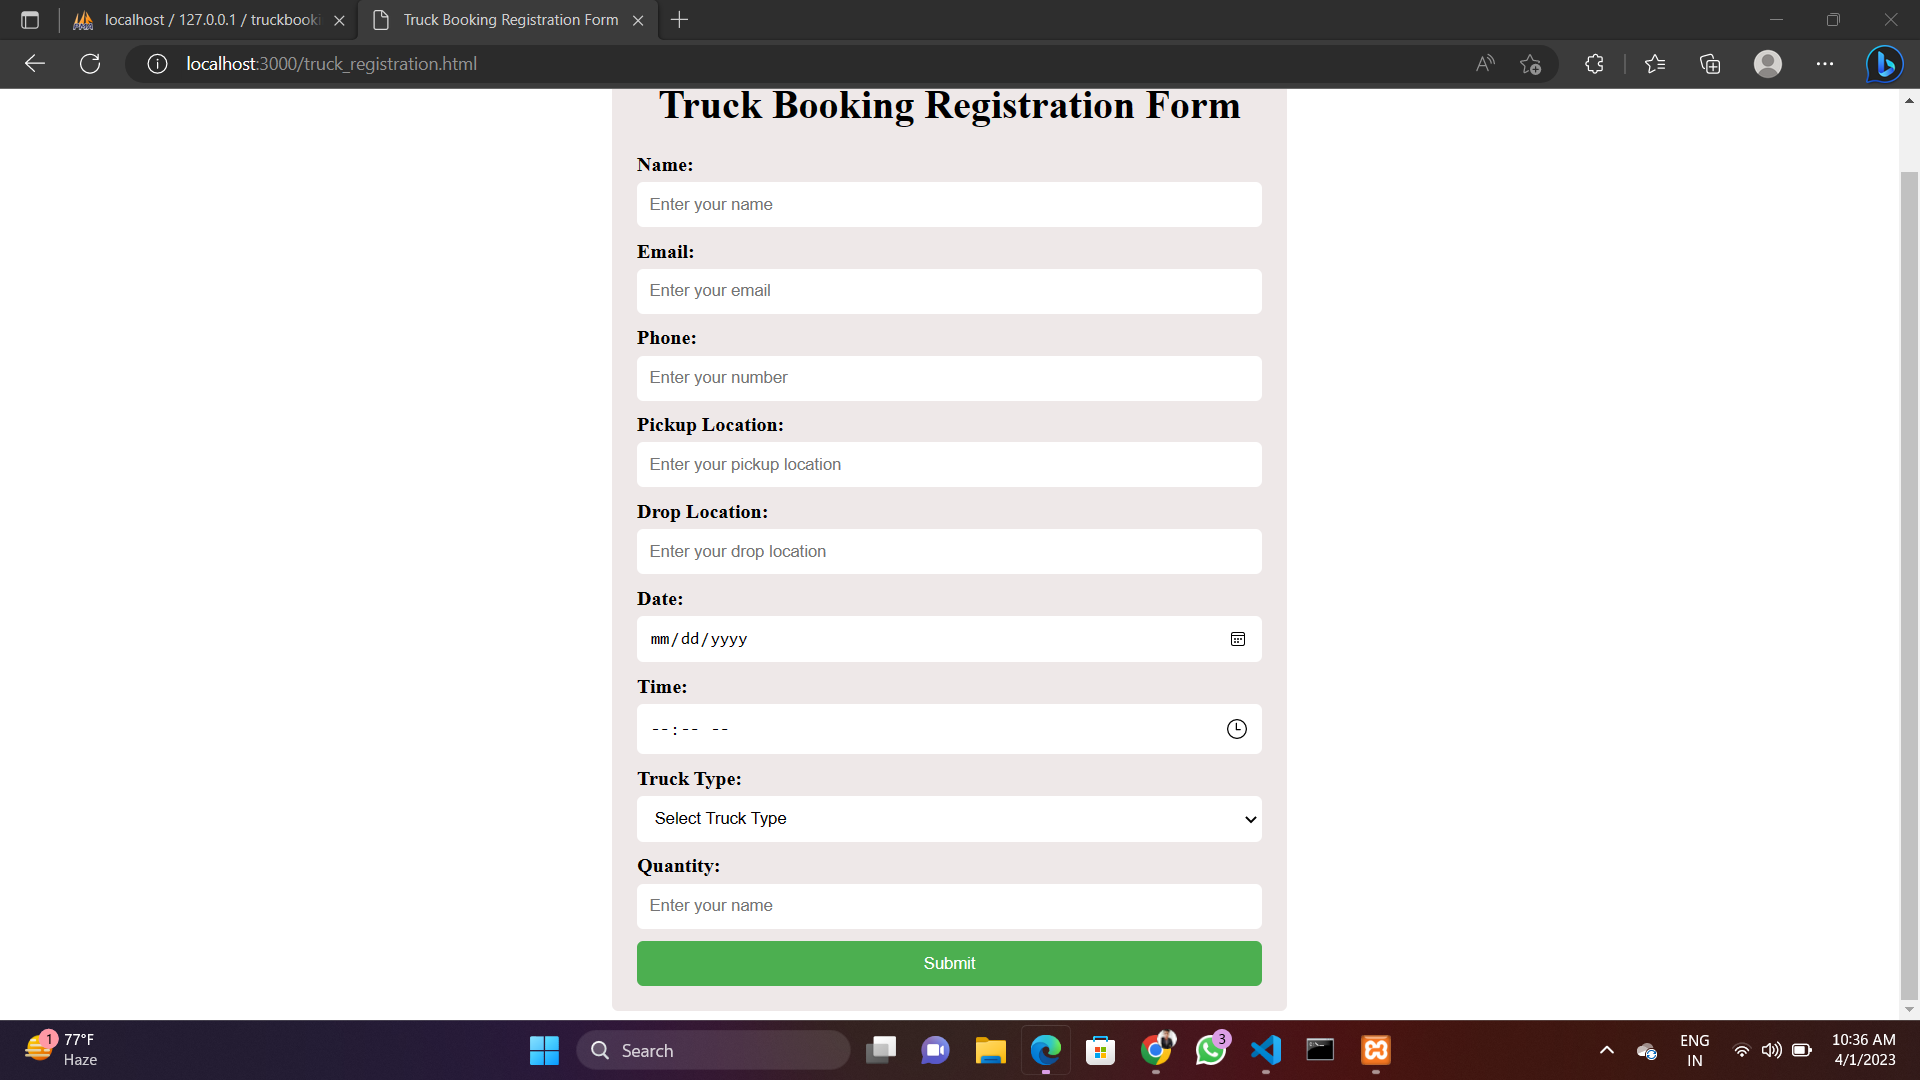 localhost / 127.0.0.1 / truckbooki
Truck Booking Registration Form
localhost:3000/truck_registration.html
Truck Booking Registration Form
Name:
Enter your name
Email:
Enter your email
Phone:
Enter your number
Pickup Location:
Enter your pickup location
Drop Location:
Enter your drop location
Date:
mm/dd/yyyy
Time:
--:-- --
Truck Type:
Select Truck Type
Quantity:
Enter your name
Submit
1
77°F
Haze
Search
3
ENG
IN
10:36 AM
4/1/2023